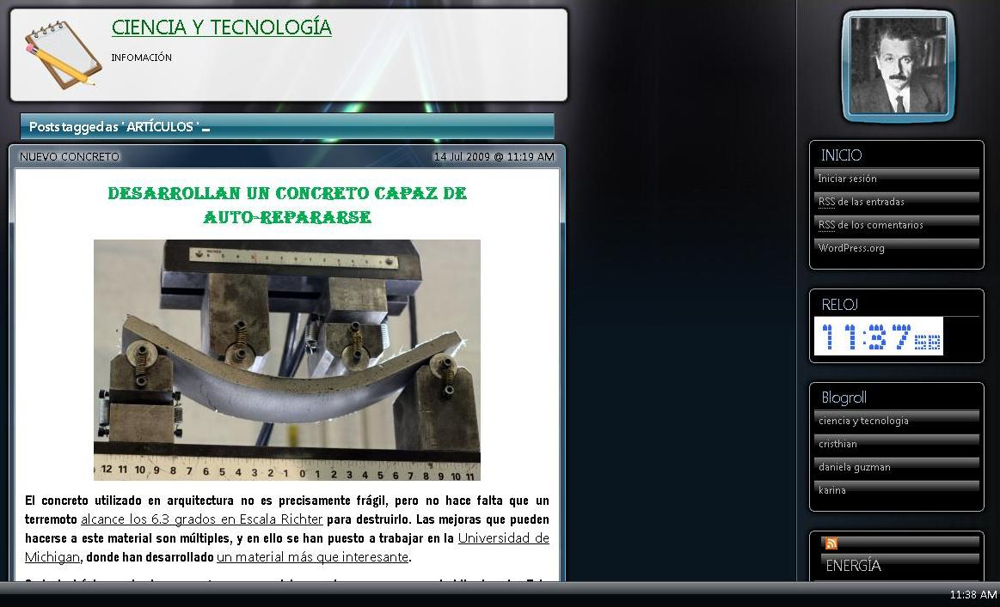 CIENCIA Y TECNOLOGÍA
INFOMACIÓN
Posts tagged as ' ARTÍCULOS '
NUEVO CONCRETO
14 Jul 2009 @ 11:19 AM
DESARROLLAN UN CONCRETO CAPAZ DE
AUTO-REPARARSE
12 11 10 9 8 7 6 5 4 3 2 1 0 1 2 3 4 5 6 7 8 9 10 11
El concreto utilizado en arquitectura no es precisamente frágil, pero no hace falta que un
terremoto alcance los 6.3 grados en Escala Richter para destruirlo. Las mejoras que pueden
hacerse a este material son múltiples, y en ello se han puesto a trabajar en la Universidad de
Michigan, donde han desarrollado un material más que interesante.
INICIO
Iniciar sesión
RSS de las entradas
RSS de los comentarios
WordPress.org
RELOJ
11:37
Blogroll
ciencia y tecnologia
cristhian
daniela guzman
karina
ENERGÍA
11:38 AM